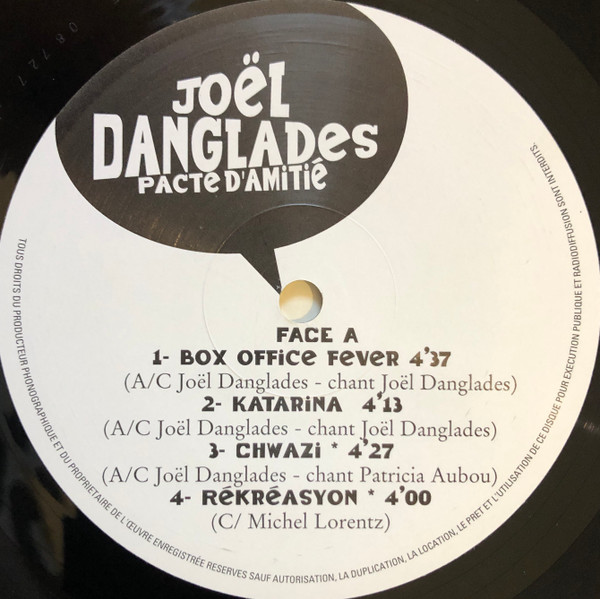 JOËL
DANGLADES
PACTE D'AMITIÉ
FACE A
1- BOX OFFICE FEVER 4'37
(A/C Joël Danglades - chant Joël Danglades)
2- KATARINA 4'13
(A/C Joël Danglades - chant Joël Danglades)
3- CHWAZI * 4'27
(A/C Joël Danglades - chant Patricia Aubou)
4- RÉKRÉASYON * 4'00
(C/ Michel Lorentz)
TOUS DROITS DU PRODUCTEUR PHONOGRAPHIQUE ET DU PROPRIETAIRE DE L'ŒUVRE ENREGISTRÉE RESERVES SAUF AUTORISATION, LA DUPLICATION, LA LOCATION, LE PRET ET L'UTILISATION DE CE DISQUE POUR EXECUTION PUBLIQUE ET RADIODIFFUSION SONT INTERDITS.